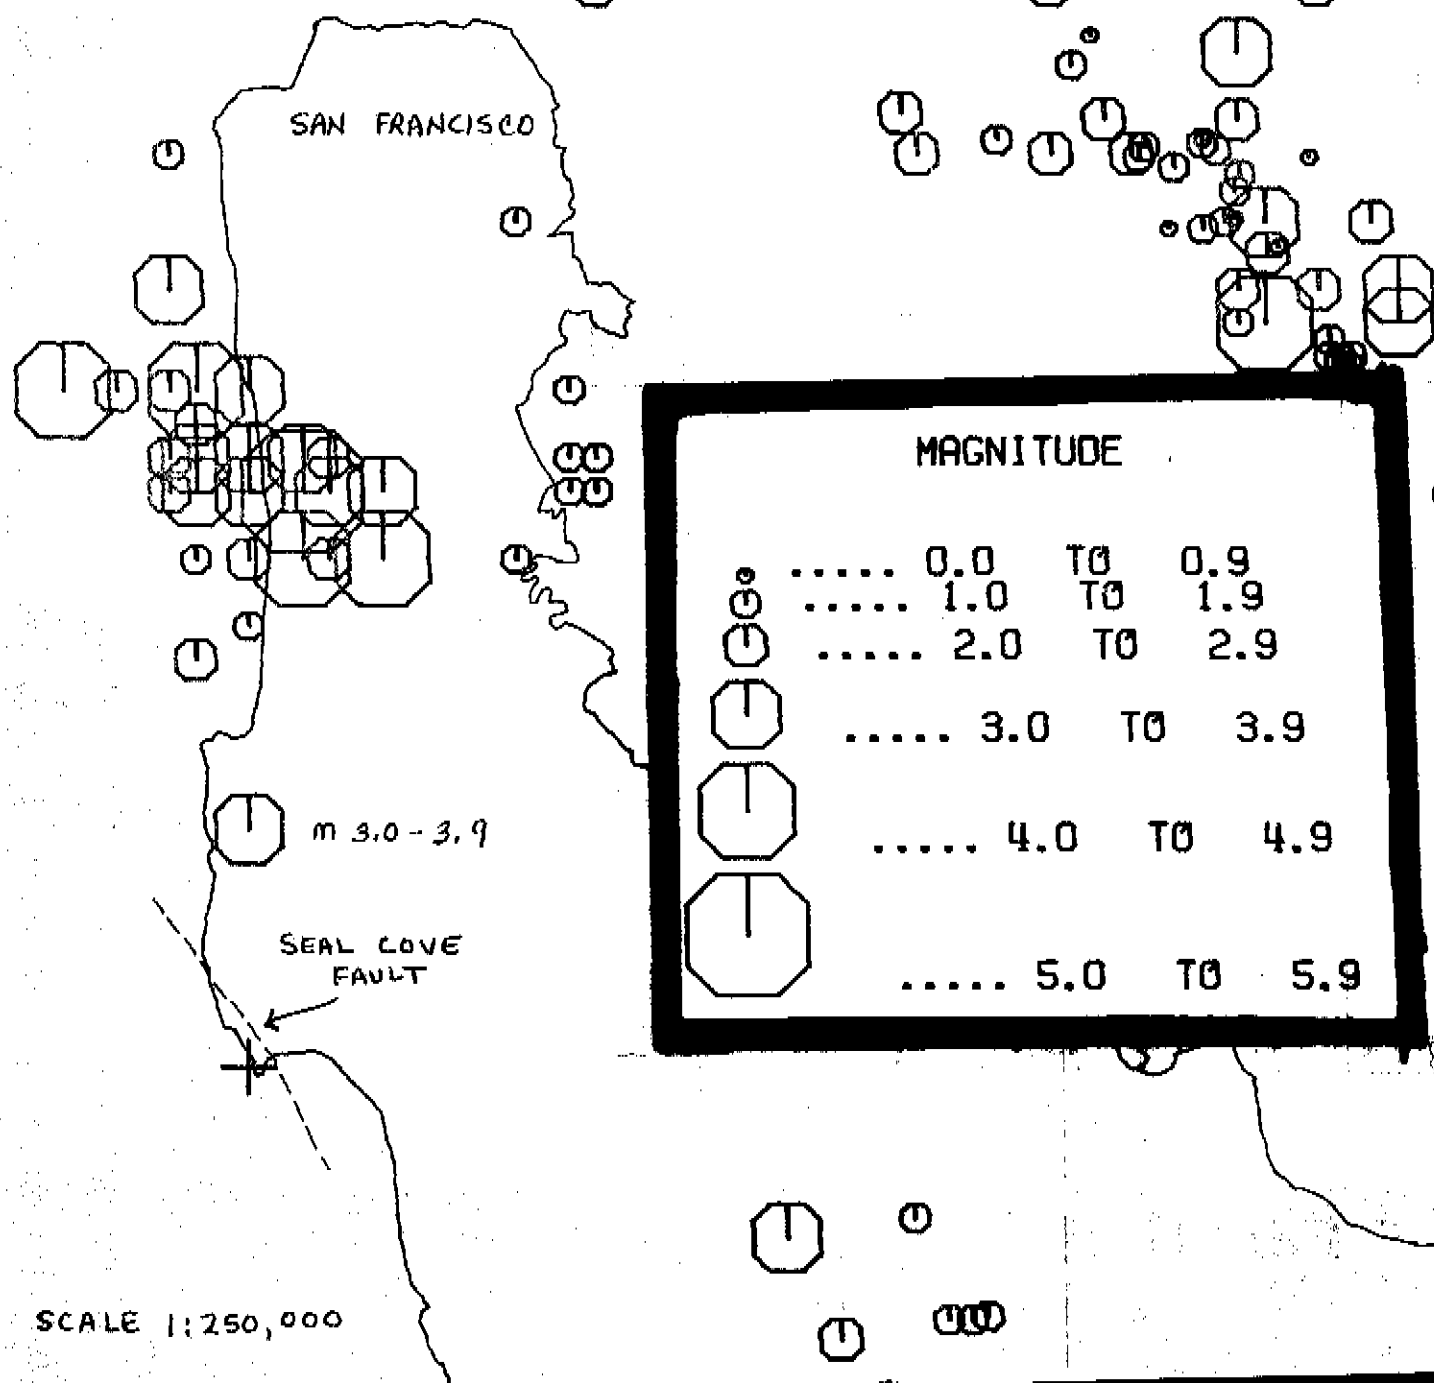 SAN FRANCISCO
MAGNITUDE
..... 0.0 TO 0.9
..... 1.0 TO 1.9
..... 2.0 TO 2.9
..... 3.0 TO 3.9
..... 4.0 TO 4.9
..... 5.0 TO 5.9
m 3.0 - 3.9
SEAL COVE
FAULT
SCALE 1:250,000